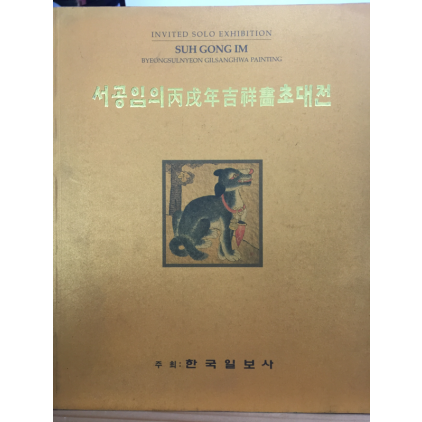 INVITED SOLO EXHIBITION
SUH GONG IM
BYEONGSULNYEON GILSANGHWA PAINTING
서공임의丙戌年吉祥畵초대전
주 최 : 한국일보사